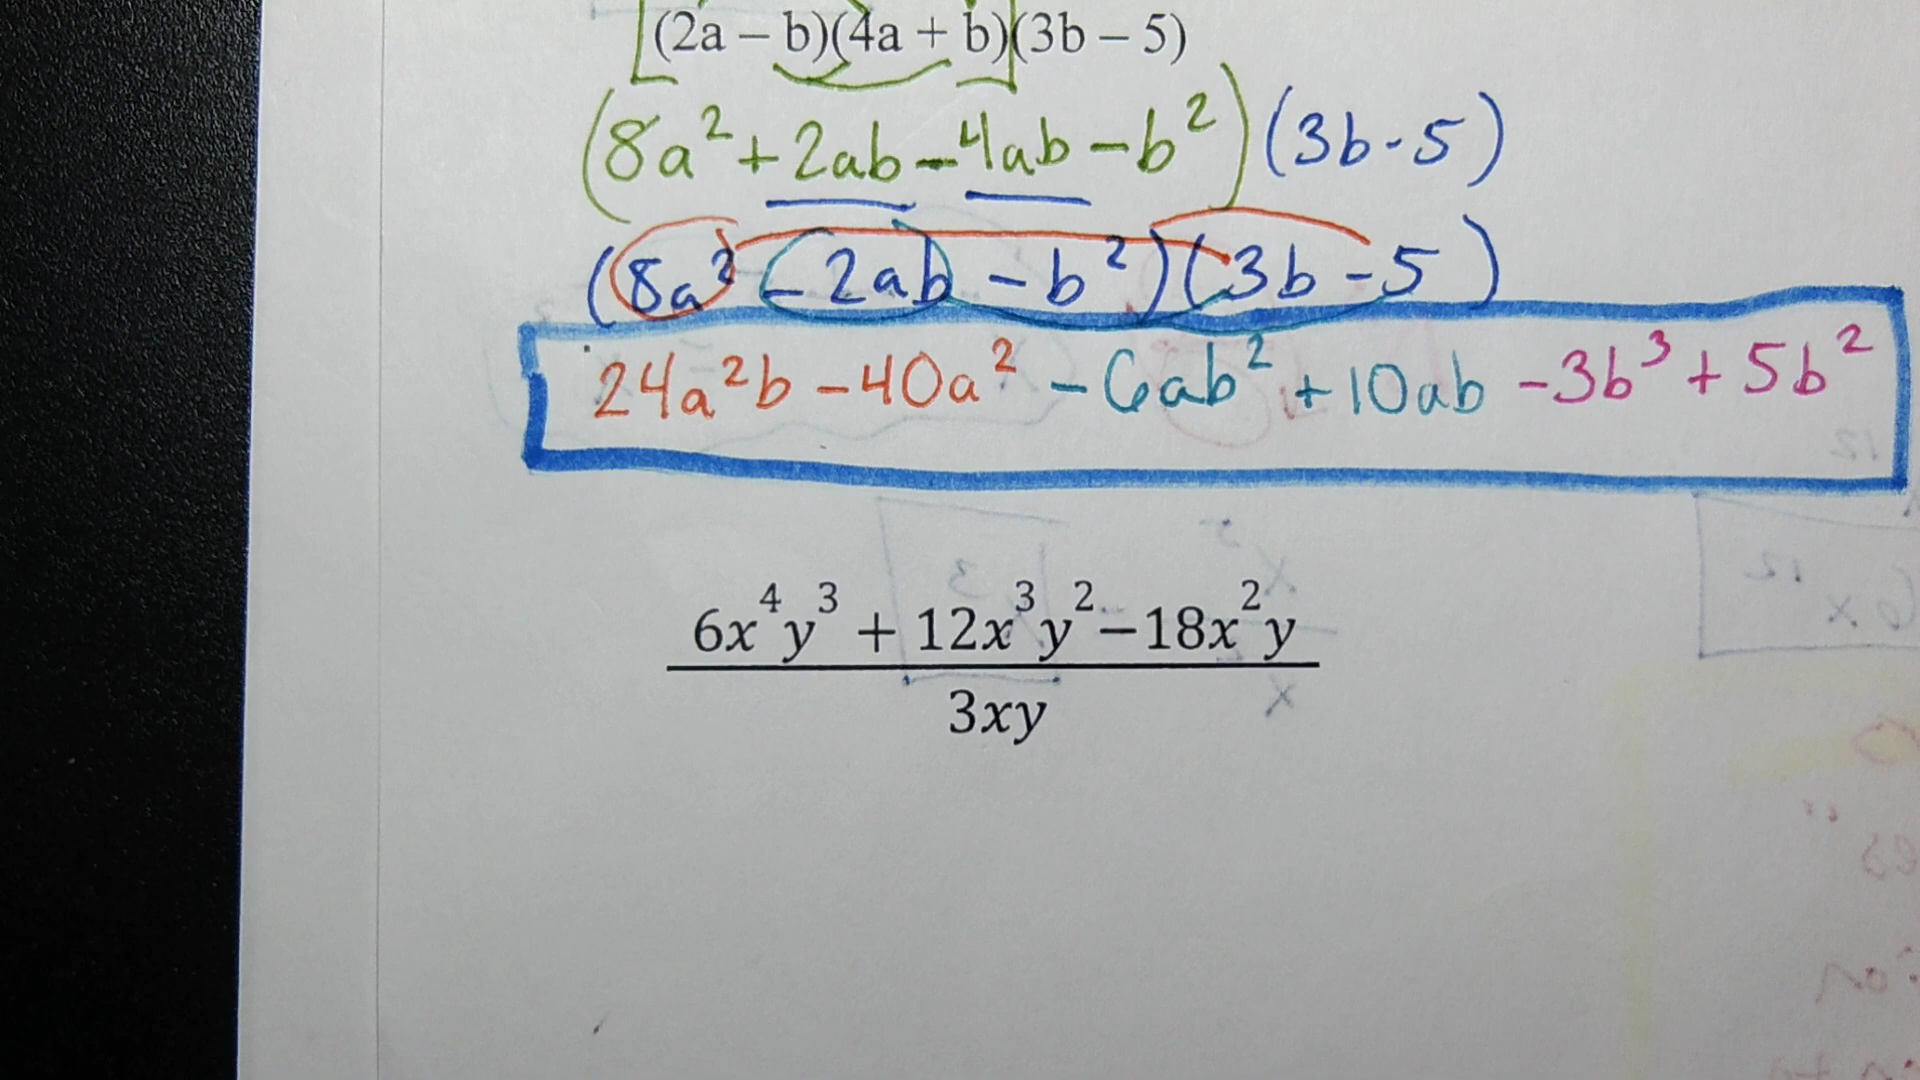 (2a – b)(4a + b)(3b – 5)
(8a² + 2ab - 4ab - b²)(3b - 5)
(8a² - 2ab - b²)(3b - 5)
24a²b - 40a² - 6ab² + 10ab - 3b³ + 5b²
6x⁴y³ + 12x³y² – 18x²y
3xy